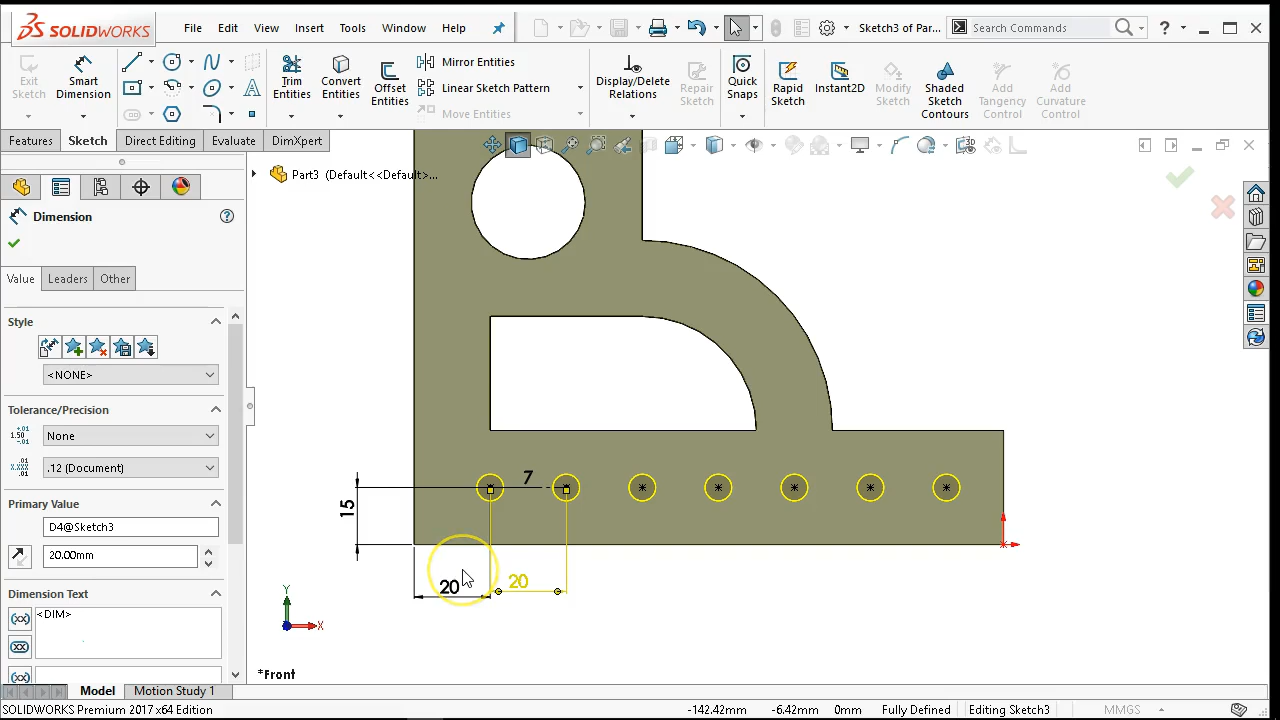 SOLIDWORKS
File Edit View Insert Tools Window Help
Sketch3 of Par...
Search Commands
Exit Sketch
Smart Dimension
Trim Entities
Convert Entities
Offset Entities
Mirror Entities
Linear Sketch Pattern
Move Entities
Display/Delete Relations
Repair Sketch
Quick Snaps
Rapid Sketch
Instant2D
Modify Sketch
Shaded Sketch Contours
Add Tangency Control
Add Curvature Control
Features Sketch Direct Editing Evaluate DimXpert
Part3 (Default<<Default>...
Dimension
Value Leaders Other
Style
<NONE>
Tolerance/Precision
None
.12 (Document)
Primary Value
D4@Sketch3
20.00mm
Dimension Text
<DIM>
7
15
20
20
Y
X
*Front
Model Motion Study 1
SOLIDWORKS Premium 2017 x64 Edition
-142.42mm -6.42mm 0mm Fully Defined Editing Sketch3 MMGS